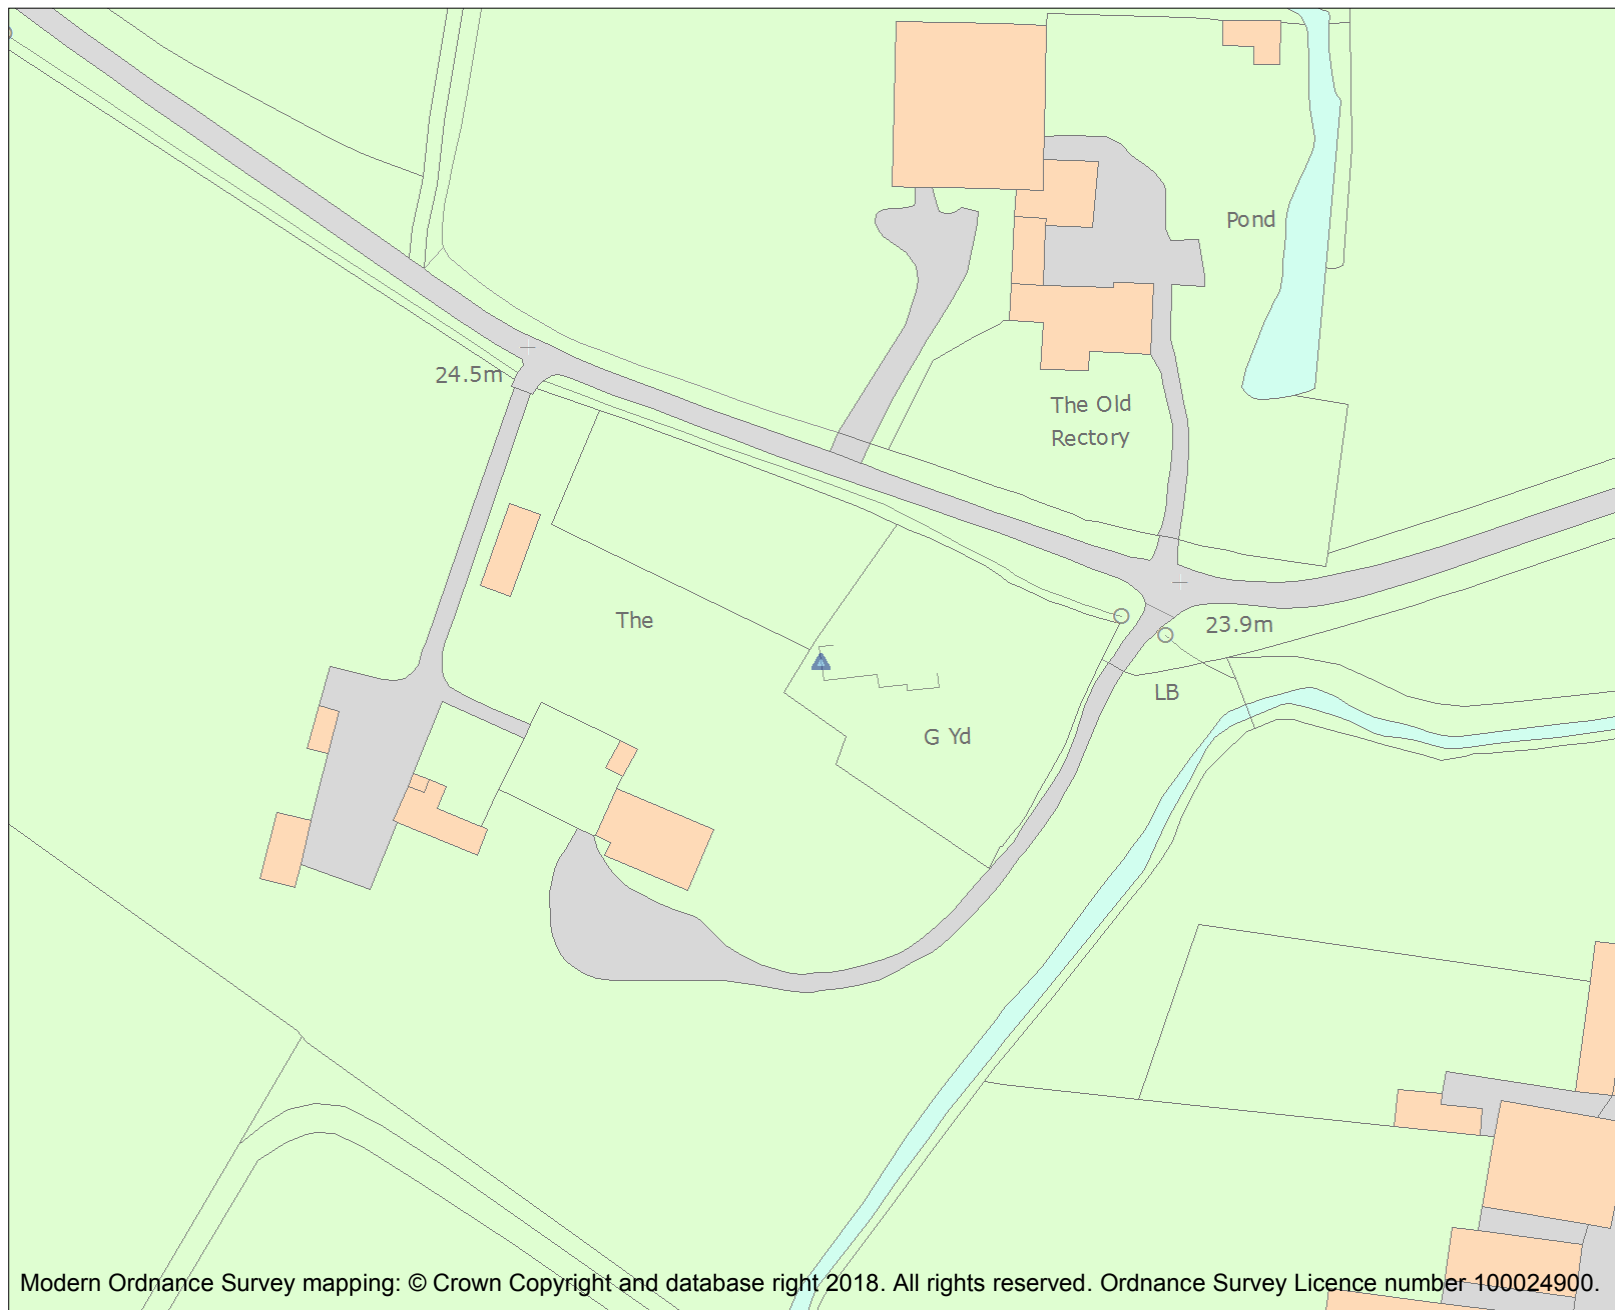 Pond
24.5m
The Old
Rectory
The
23.9m
LB
G Yd
Modern Ordnance Survey mapping: © Crown Copyright and database right 2018. All rights reserved. Ordnance Survey Licence number 100024900.